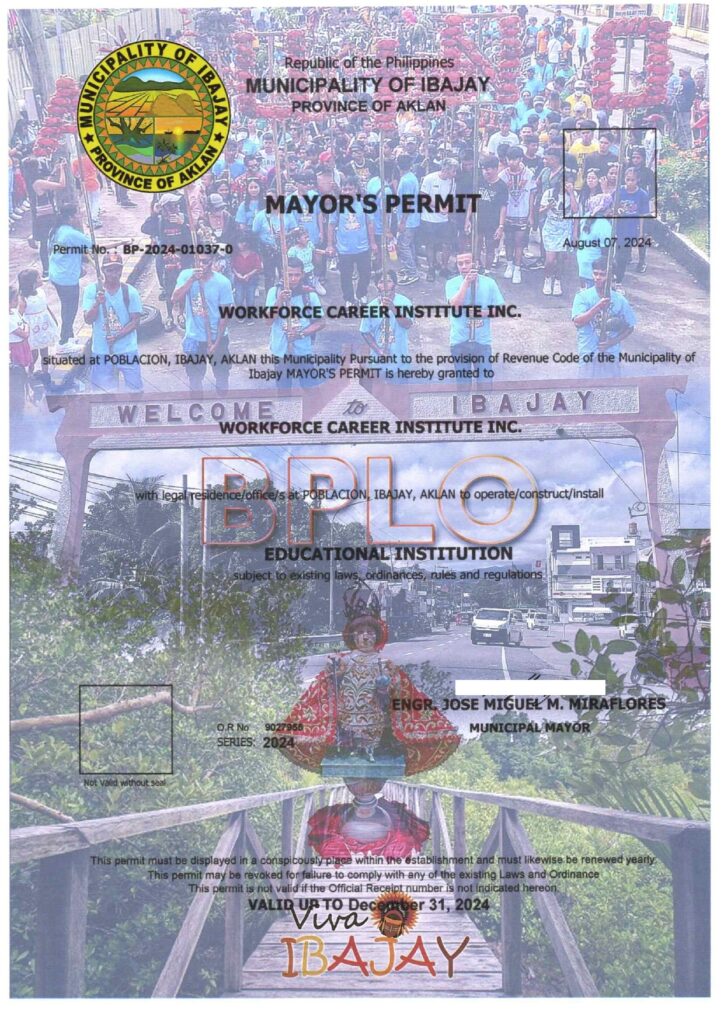 MUNICIPALITY OF IBAJAY
PROVINCE OF AKLAN
Republic of the Philippines
MUNICIPALITY OF IBAJAY
PROVINCE OF AKLAN
MAYOR'S PERMIT
Permit No. : BP-2024-01037-0
August 07, 2024
WORKFORCE CAREER INSTITUTE INC.
situated at POBLACION, IBAJAY, AKLAN this Municipality Pursuant to the provision of Revenue Code of the Municipality of
Ibajay MAYOR'S PERMIT is hereby granted to
WELCOME to IBAJAY
WORKFORCE CAREER INSTITUTE INC.
BPLO
with legal residence/office/s at POBLACION, IBAJAY, AKLAN to operate/construct/install
EDUCATIONAL INSTITUTION
subject to existing laws, ordinances, rules and regulations
ENGR. JOSE MIGUEL M. MIRAFLORES
MUNICIPAL MAYOR
O.R No
SERIES: 2024
Not valid without seal
This permit must be displayed in a conspicously place within the establishment and must likewise be renewed yearly.
This permit may be revoked for failure to comply with any of the existing Laws and Ordinance
This permit is not valid if the Official Receipt number is not indicated hereon.
VALID UP TO December 31, 2024
Viva
IBAJAY